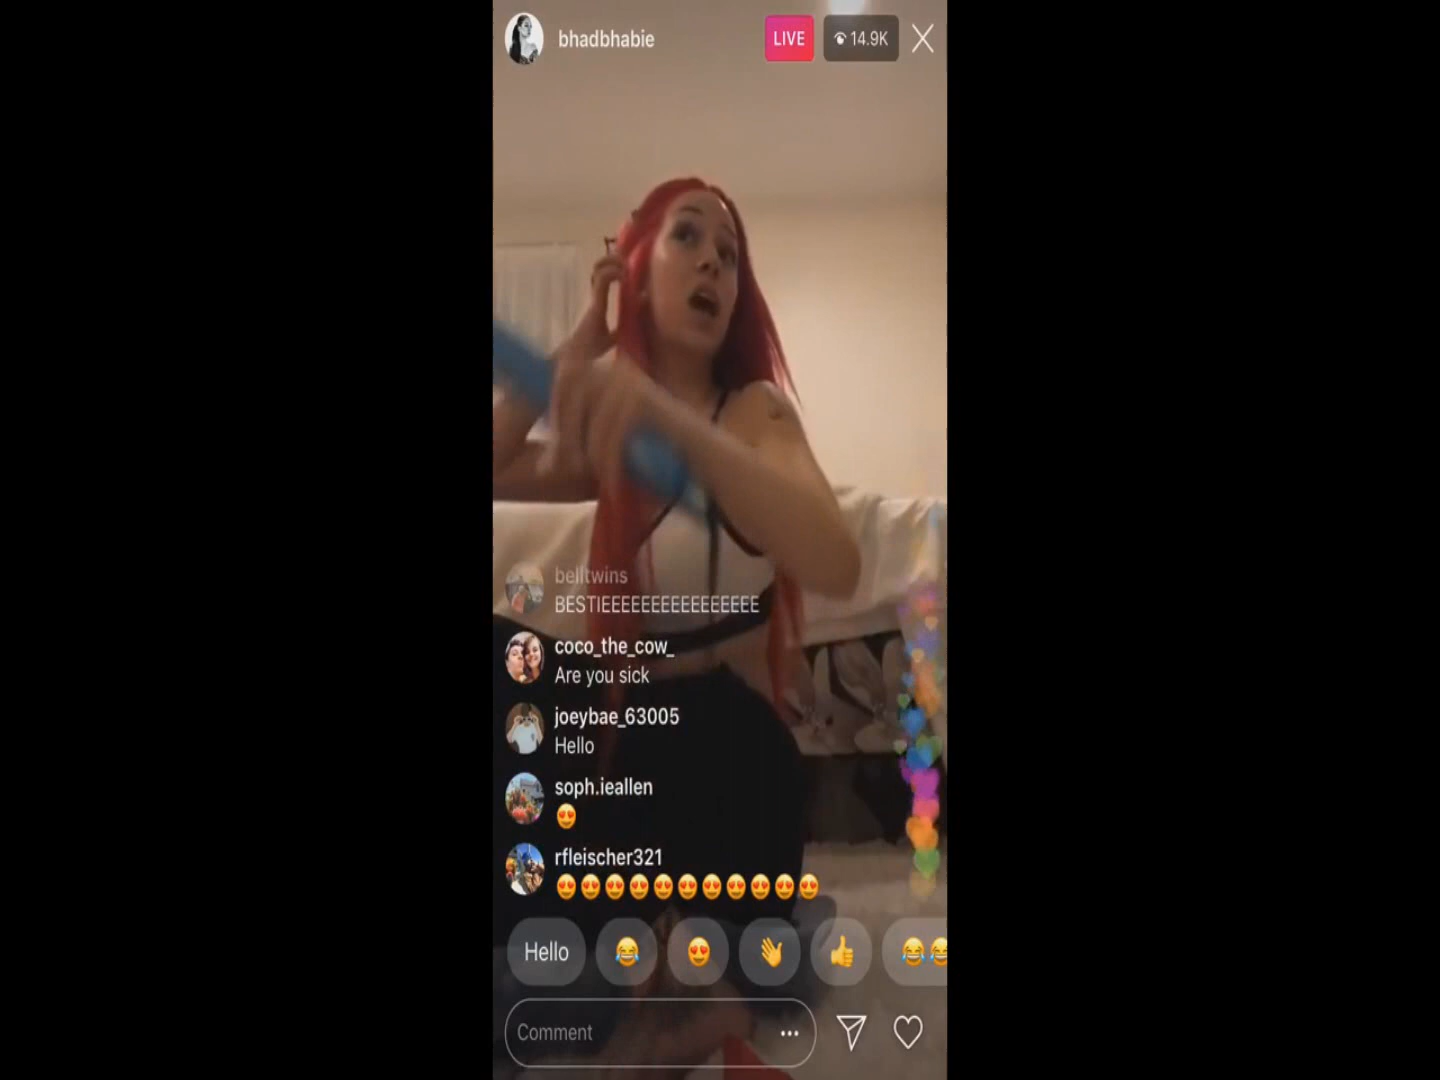 bhadbhabie
LIVE
14.9K
belltwins
BESTIEEEEEEEEEEEEEEEE
coco_the_cow_
Are you sick
joeybae_63005
Hello
soph.ieallen
😍
rfleischer321
😍😍😍😍😍😍😍😍😍😍😍
Hello 😂 😍 👋 👍 😂😂
Comment